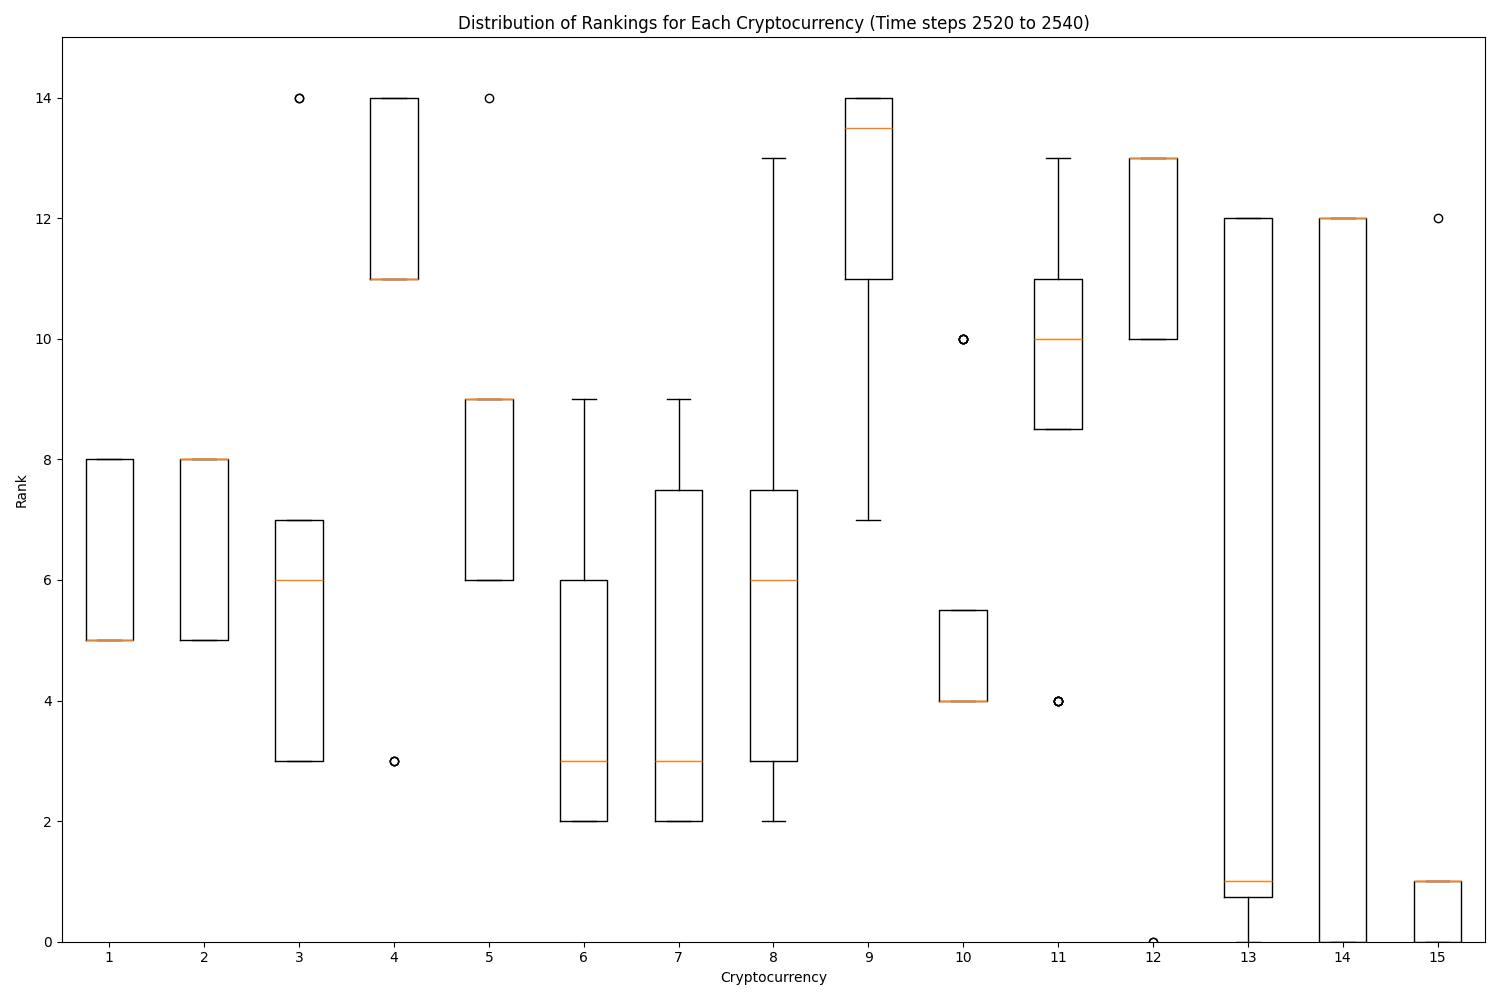 Distribution of Rankings for Each Cryptocurrency (Time steps 2520 to 2540)
Rank
14
12
10
8
6
4
2
0
1 2 3 4 5 6 7 8 9 10 11 12 13 14 15
Cryptocurrency